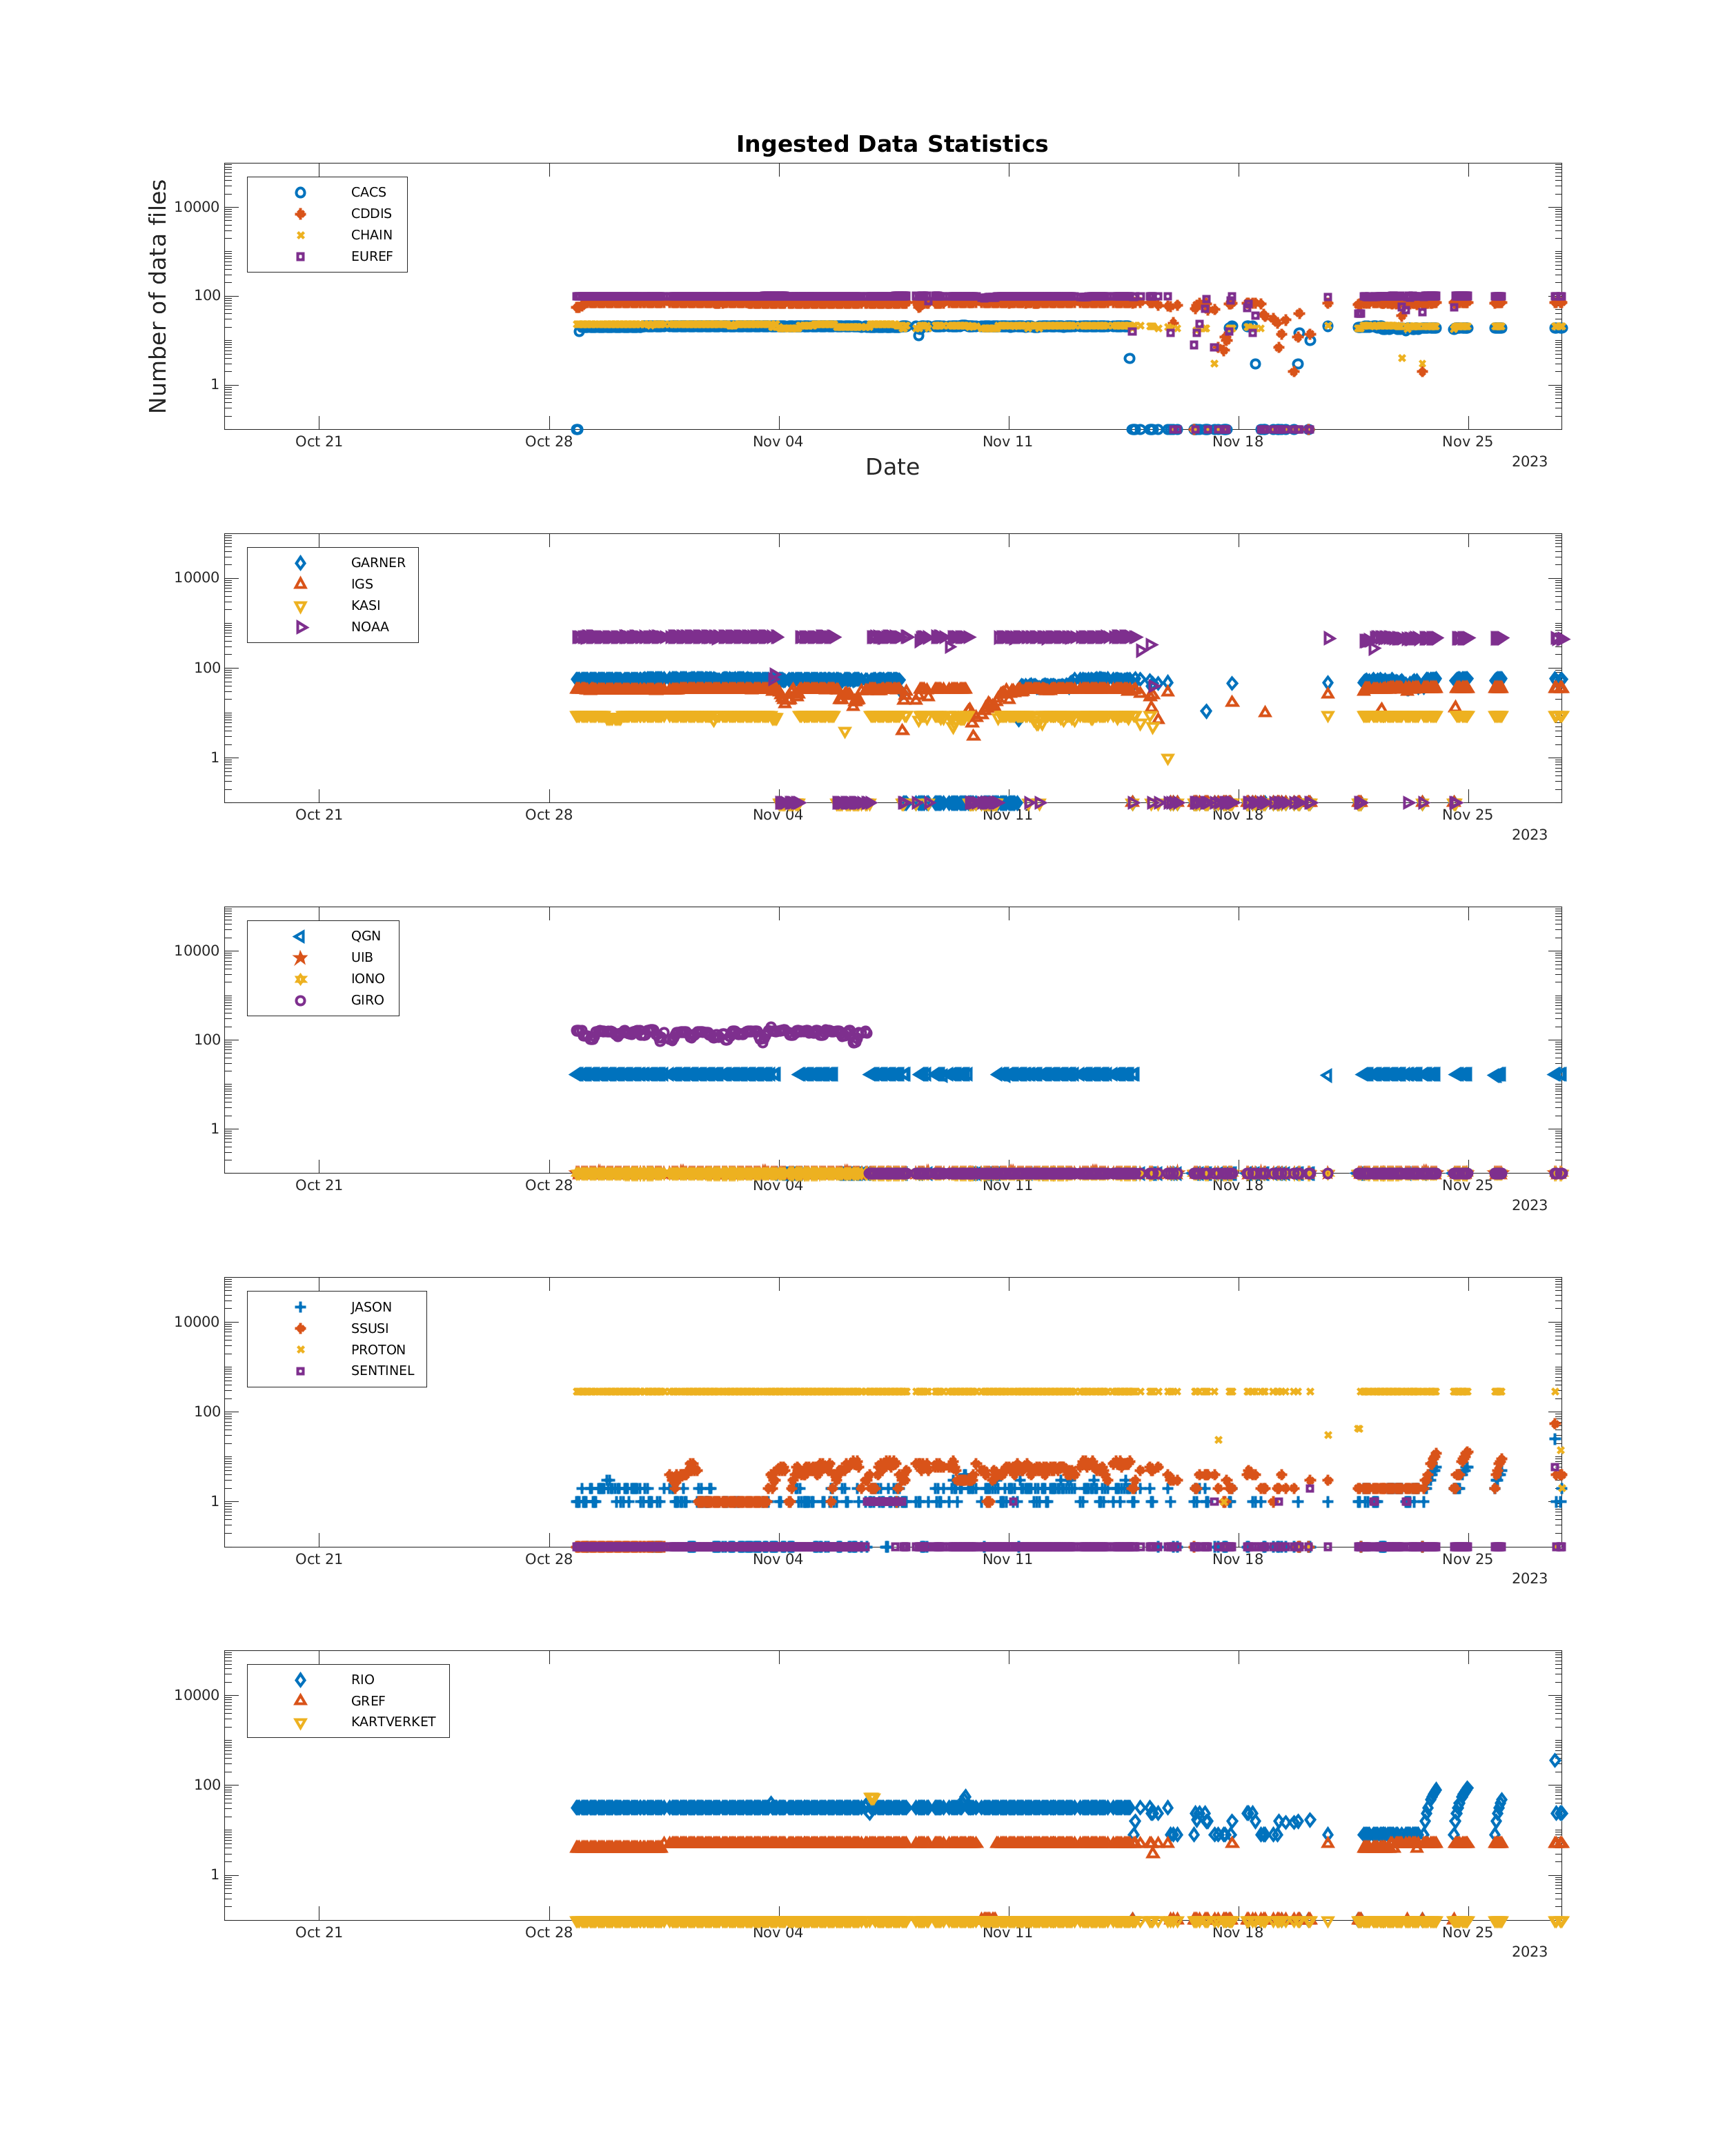 Ingested Data Statistics
Number of data files
10000
100
1
CACS
CDDIS
CHAIN
EUREF
Oct 21
Oct 28
Nov 04
Nov 11
Nov 18
Nov 25
2023
Date
10000
100
1
GARNER
IGS
KASI
NOAA
Oct 21
Oct 28
Nov 04
Nov 11
Nov 18
Nov 25
2023
10000
100
1
QGN
UIB
IONO
GIRO
Oct 21
Oct 28
Nov 04
Nov 11
Nov 18
Nov 25
2023
10000
100
1
JASON
SSUSI
PROTON
SENTINEL
Oct 21
Oct 28
Nov 04
Nov 11
Nov 18
Nov 25
2023
10000
100
1
RIO
GREF
KARTVERKET
Oct 21
Oct 28
Nov 04
Nov 11
Nov 18
Nov 25
2023